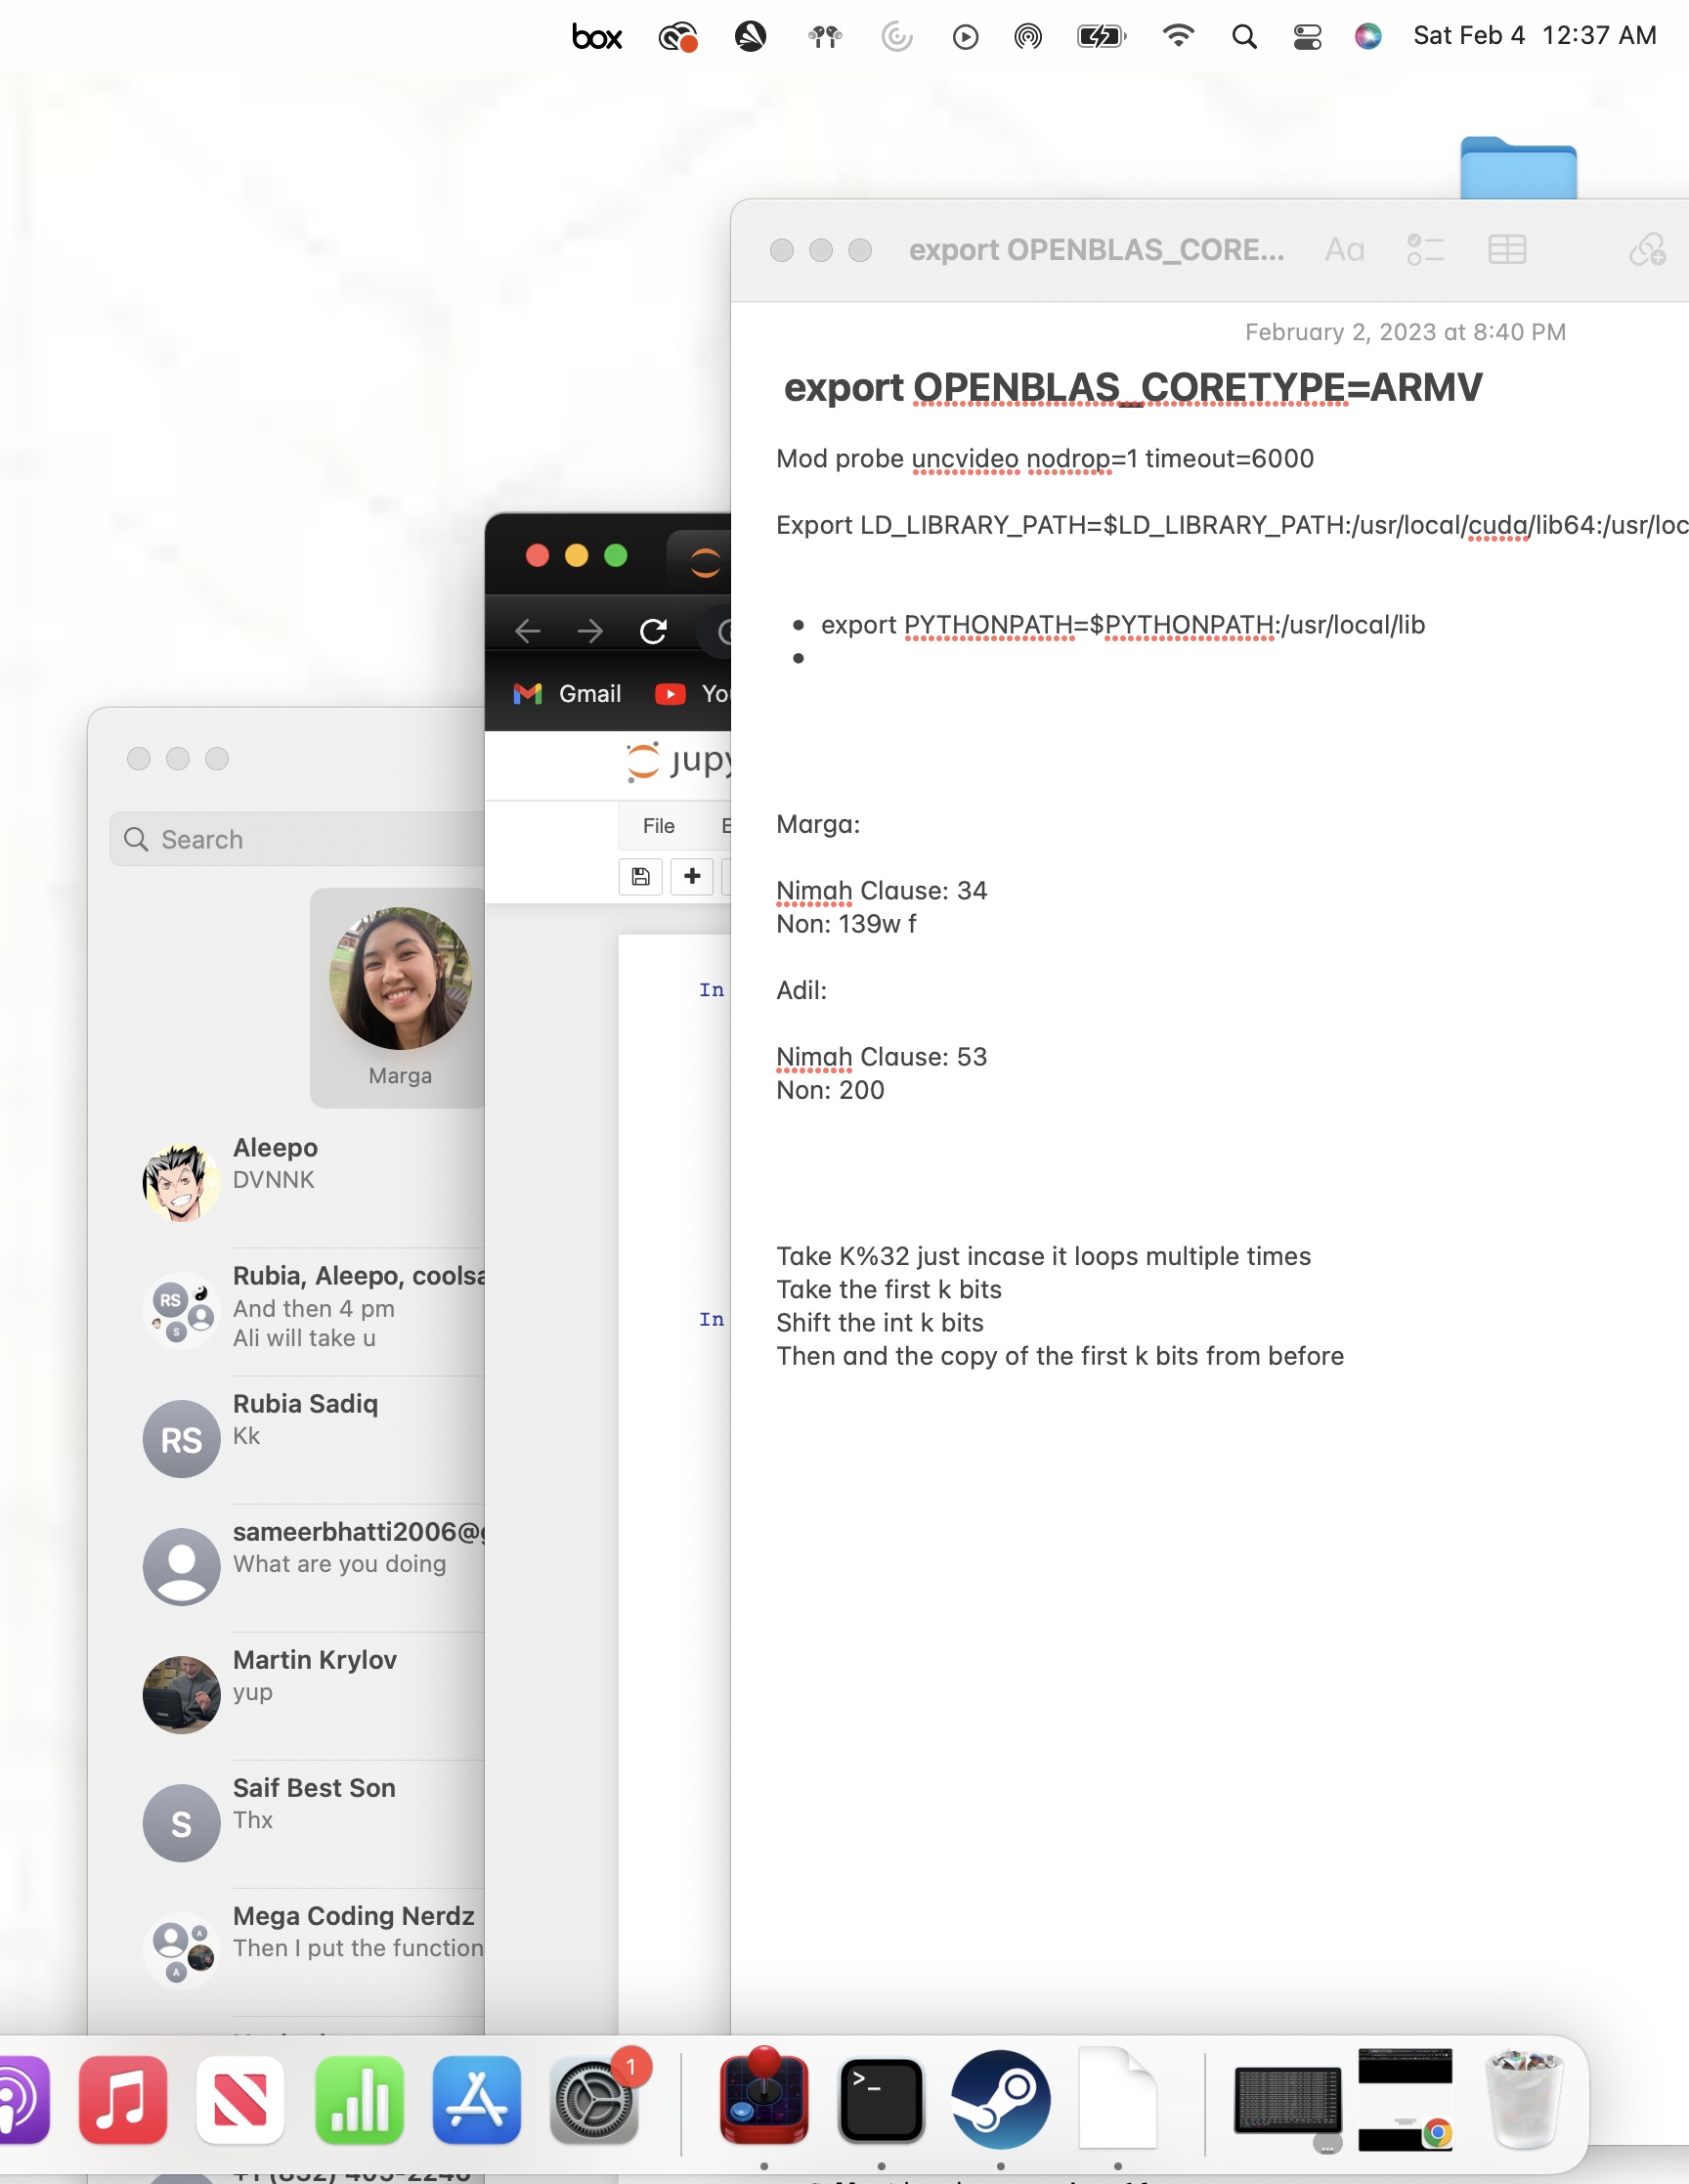 box
Sat Feb 4 12:37 AM
export OPENBLAS_CORE...
Aa
February 2, 2023 at 8:40 PM
export OPENBLAS_CORETYPE=ARMV
Mod probe uncvideo nodrop=1 timeout=6000
Export LD_LIBRARY_PATH=$LD_LIBRARY_PATH:/usr/local/cuda/lib64:/usr/loc
• export PYTHONPATH=$PYTHONPATH:/usr/local/lib
•
Marga:
Nimah Clause: 34
Non: 139w f
Adil:
Nimah Clause: 53
Non: 200
Take K%32 just incase it loops multiple times
Take the first k bits
Shift the int k bits
Then and the copy of the first k bits from before
Gmail
You
jupy
File
E
In
In
Search
Marga
Aleepo
DVNNK
RS
S
Rubia, Aleepo, coolsa
And then 4 pm
Ali will take u
RS
Rubia Sadiq
Kk
sameerbhatti2006@g
What are you doing
Martin Krylov
yup
S
Saif Best Son
Thx
A
A
Mega Coding Nerdz
Then I put the function
1
>_